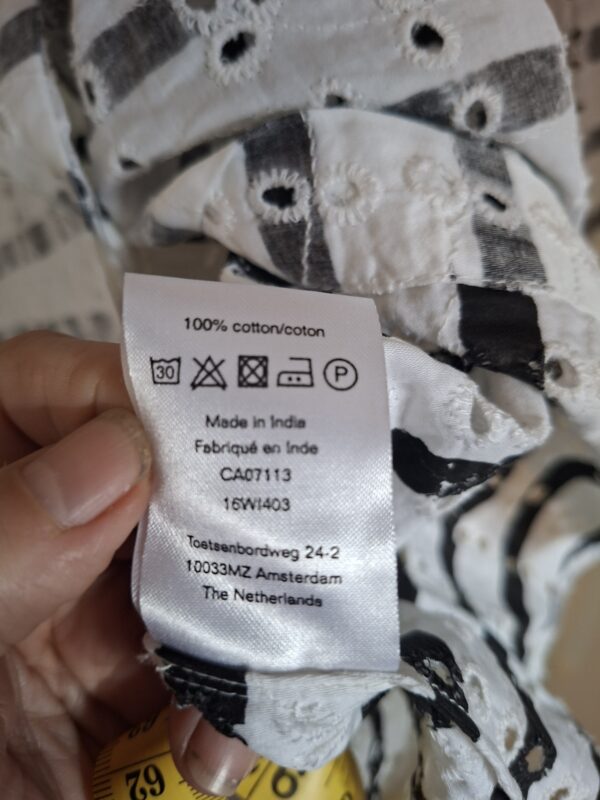 100% cotton/coton
30 P
Made in India
Fabriqué en Inde
CA07113
16WI403
Toetsenbordweg 24-2
10033MZ Amsterdam
The Netherlands
62